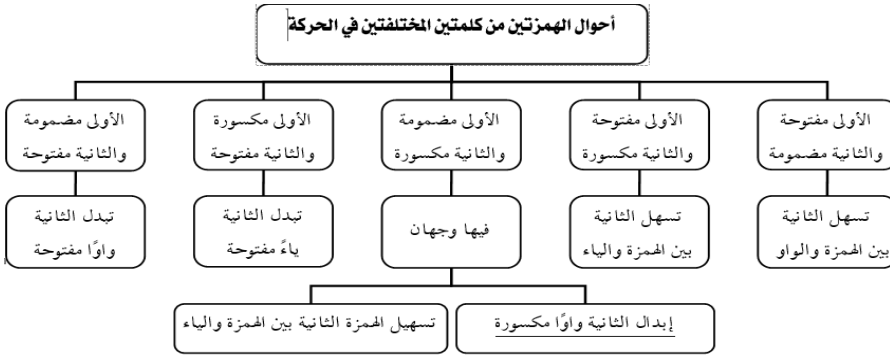 أحوال الهمزتين من كلمتين المختلفتين في الحركة
الأولى مفتوحة
والثانية مضمومة
الأولى مفتوحة
والثانية مكسورة
الأولى مضمومة
والثانية مكسورة
الأولى مكسورة
والثانية مفتوحة
الأولى مضمومة
والثانية مفتوحة
تسهل الثانية
بين الهمزة والواو
تسهل الثانية
بين الهمزة والياء
فيها وجهان
تبدل الثانية
ياءً مفتوحة
تبدل الثانية
واوًا مفتوحة
إبدال الثانية واوًا مكسورة
تسهيل الهمزة الثانية بين الهمزة والياء